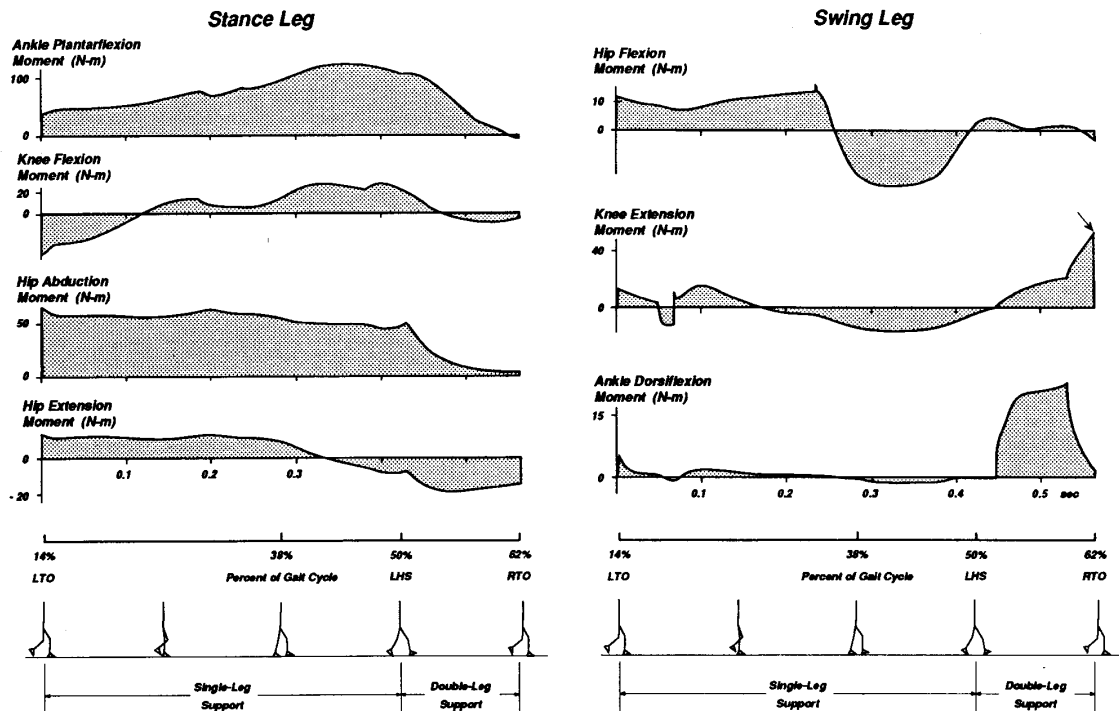 Stance Leg
Ankle Plantarflexion
Moment (N-m)
100
0
Knee Flexion
Moment (N-m)
20
0
Hip Abduction
Moment (N-m)
50
0
Hip Extension
Moment (N-m)
0
- 20
0.1
0.2
0.3
14%
38%
50%
62%
LTO
Percent of Gait Cycle
LHS
RTO
Single-Leg
Support
Double-Leg
Support
Swing Leg
Hip Flexion
Moment (N-m)
10
0
Knee Extension
Moment (N-m)
40
0
Ankle Dorsiflexion
Moment (N-m)
15
0
0.1
0.2
0.3
0.4
0.5
sec
14%
38%
50%
62%
LTO
Percent of Gait Cycle
LHS
RTO
Single-Leg
Support
Double-Leg
Support